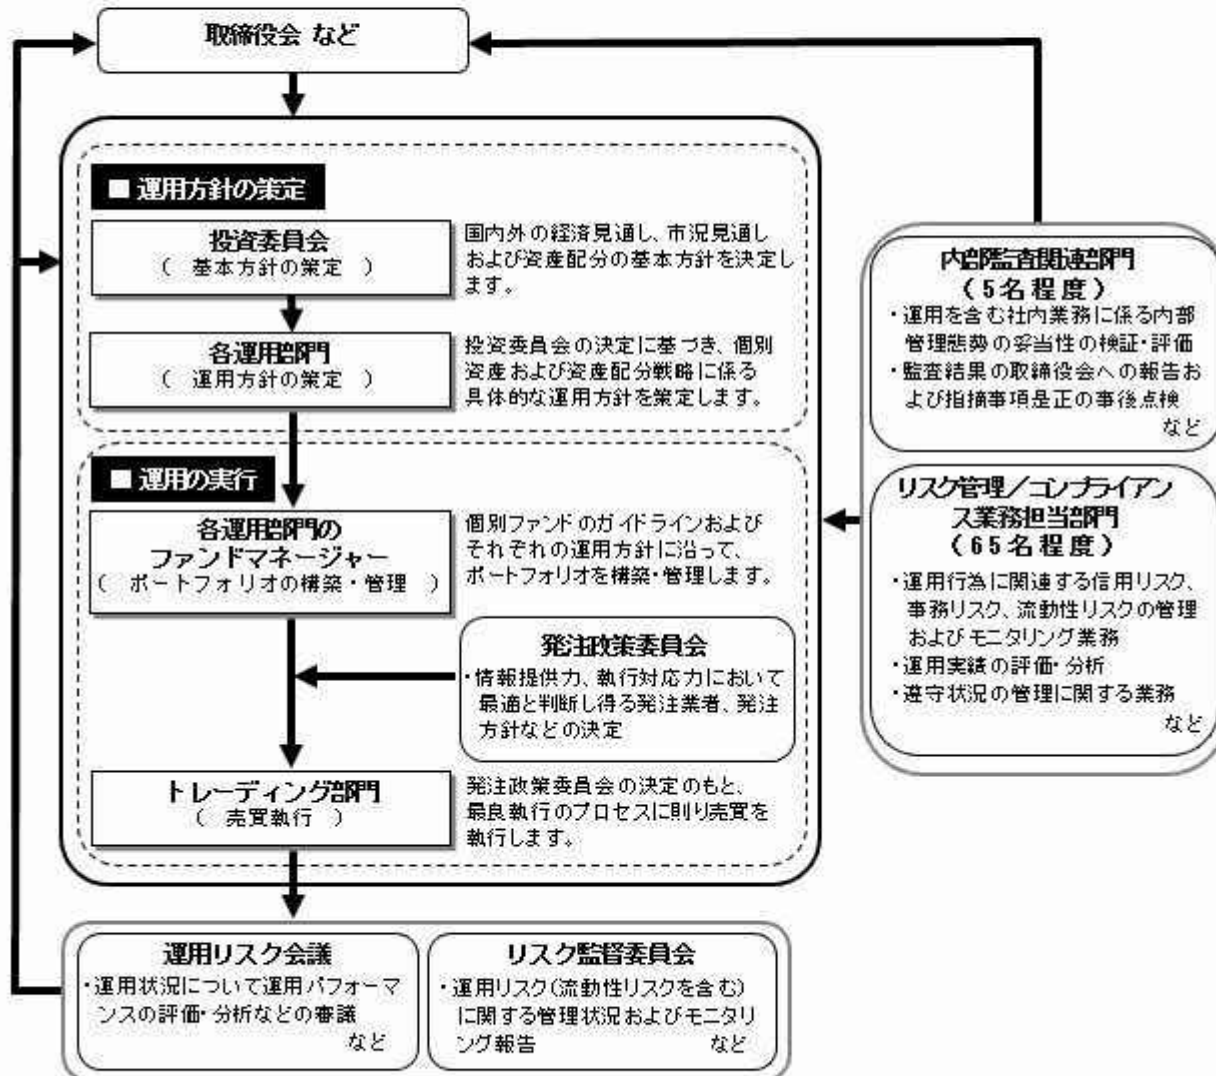 取締役会 など
■ 運用方針の策定
投資委員会
（ 基本方針の策定 ）
国内外の経済見通し、市況見通し
および資産配分の基本方針を決定し
ます。
各運用部門
（ 運用方針の策定 ）
投資委員会の決定に基づき、個別
資産および資産配分戦略に係る
具体的な運用方針を策定します。
■ 運用の実行
各運用部門の
ファンドマネージャー
（ ポートフォリオの構築・管理 ）
個別ファンドのガイドラインおよび
それぞれの運用方針に沿って、
ポートフォリオを構築・管理します。
発注政策委員会
・情報提供力、執行対応力において
最適と判断し得る発注業者、発注
方針などの決定
トレーディング部門
（ 売買執行 ）
発注政策委員会の決定のもと、
最良執行のプロセスに則り売買を
執行します。
内部監査関連部門
（５名程度）
・運用を含む社内業務に係る内部
管理態勢の妥当性の検証・評価
・監査結果の取締役会への報告お
よび指摘事項是正の事後点検
など
リスク管理／コンプライアン
ス業務担当部門
（６５名程度）
・運用行為に関連する信用リスク、
事務リスク、流動性リスクの管理
およびモニタリング業務
・運用実績の評価・分析
・遵守状況の管理に関する業務
など
運用リスク会議
・運用状況について運用パフォーマ
ンスの評価・分析などの審議
など
リスク監督委員会
・運用リスク（流動性リスクを含む）
に関する管理状況およびモニタリ
ング報告 など